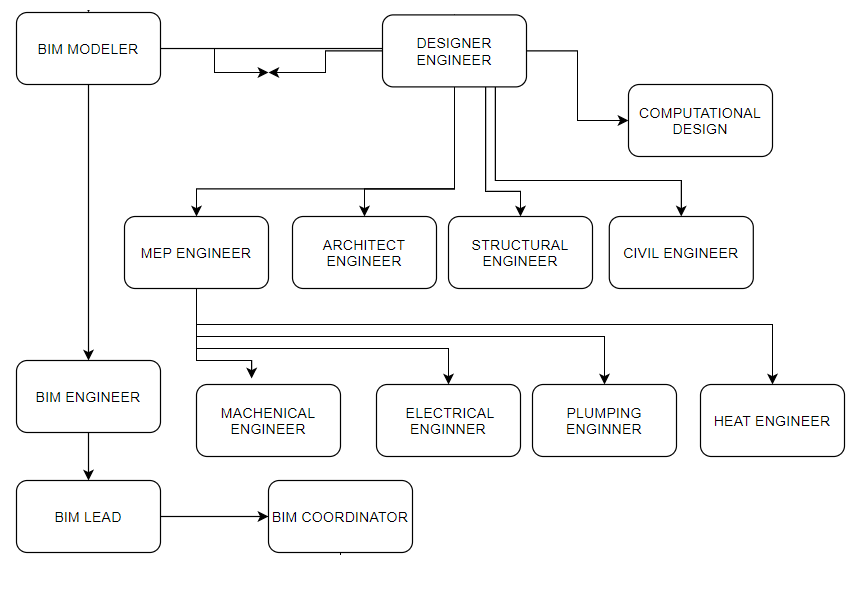 BIM MODELER
DESIGNER
ENGINEER
COMPUTATIONAL
DESIGN
MEP ENGINEER
ARCHITECT
ENGINEER
STRUCTURAL
ENGINEER
CIVIL ENGINEER
BIM ENGINEER
MACHENICAL
ENGINEER
ELECTRICAL
ENGINNER
PLUMPING
ENGINNER
HEAT ENGINEER
BIM LEAD
BIM COORDINATOR